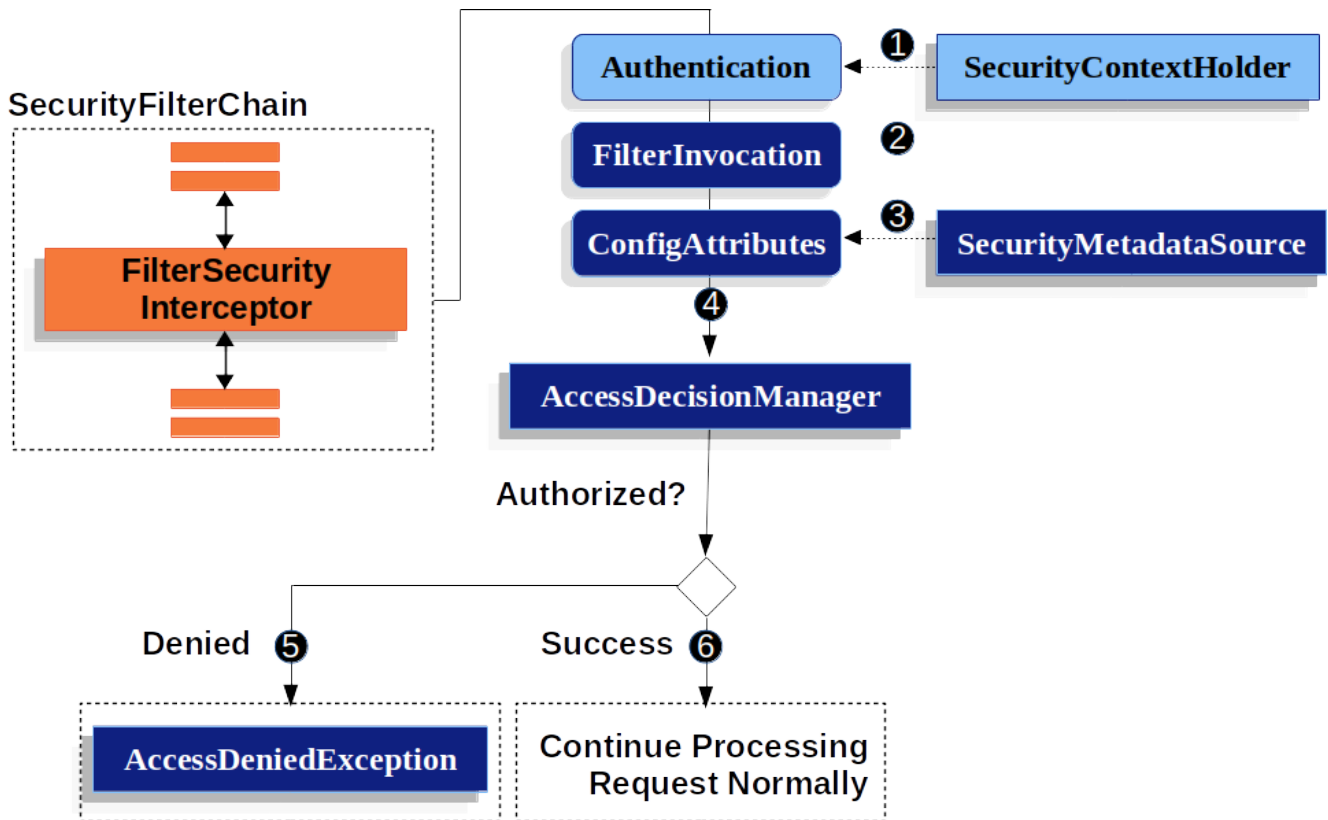 1
Authentication
SecurityContextHolder
SecurityFilterChain
2
FilterInvocation
3
ConfigAttributes
SecurityMetadataSource
FilterSecurity
Interceptor
4
AccessDecisionManager
Authorized?
Denied
5
Success
6
AccessDeniedException
Continue Processing
Request Normally